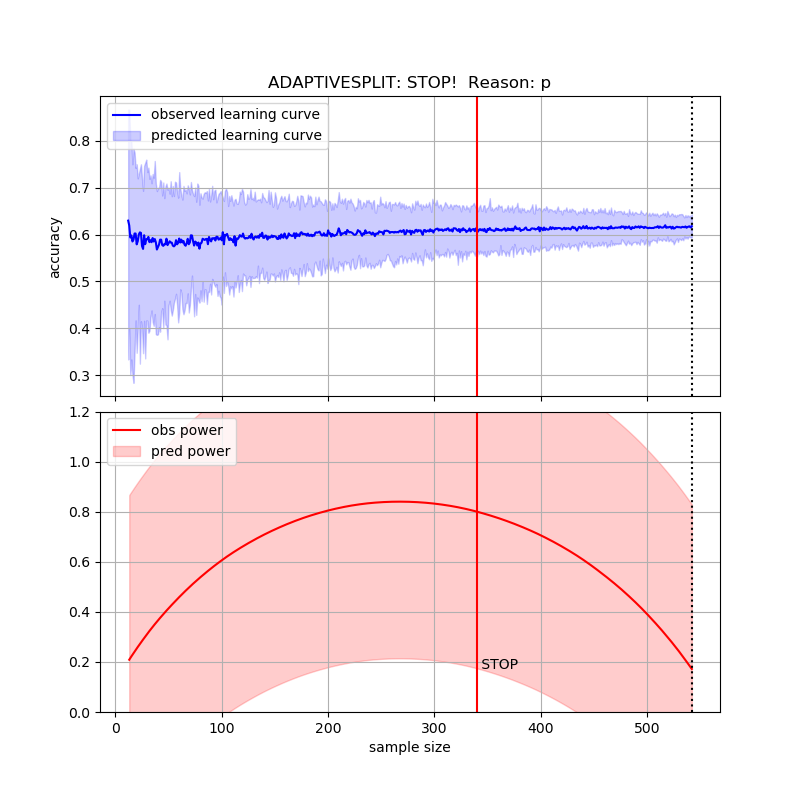 ADAPTIVESPLIT: STOP!  Reason: p
observed learning curve
predicted learning curve
accuracy
0.8
0.7
0.6
0.5
0.4
0.3
obs power
pred power
1.2
1.0
0.8
0.6
0.4
0.2
0.0
STOP
0 100 200 300 400 500
sample size